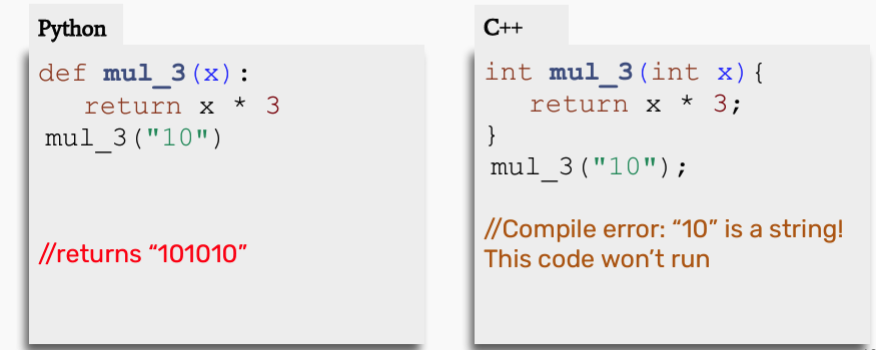 Python
def mul_3(x):
    return x * 3
mul_3("10")
//returns “101010”
C++
int mul_3(int x){
    return x * 3;
}
mul_3("10");
//Compile error: “10” is a string!
This code won’t run